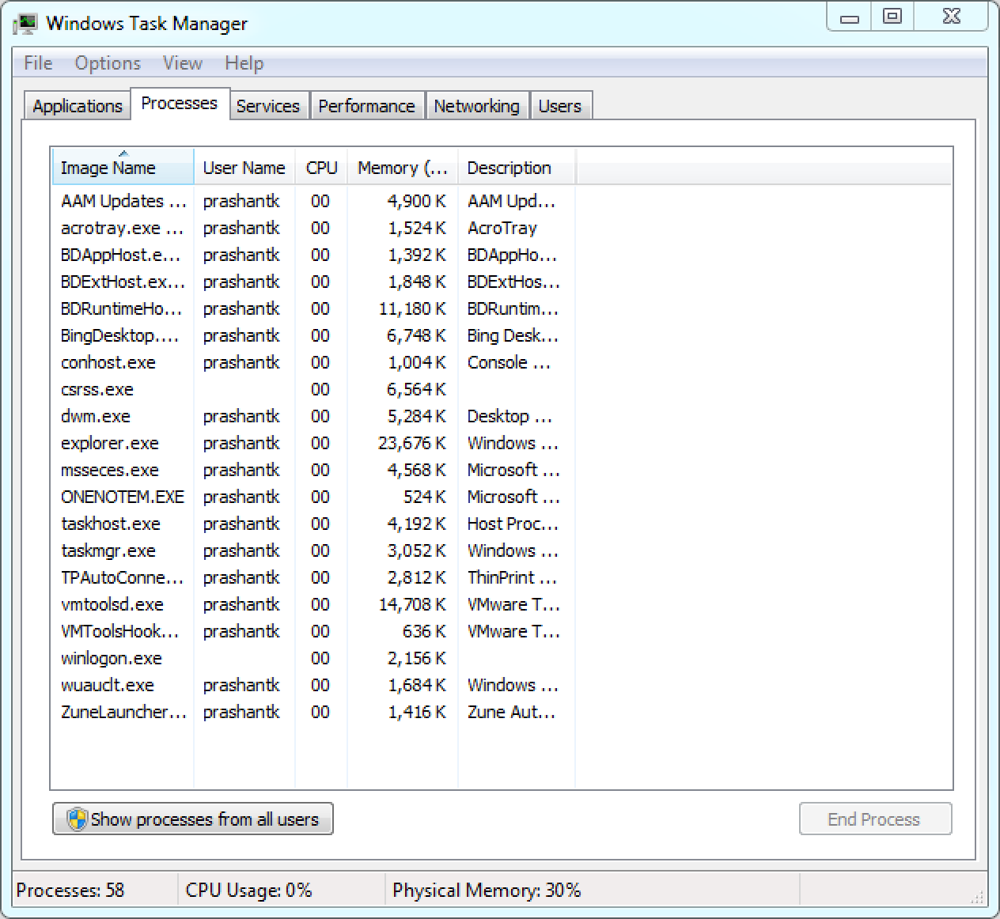 Windows Task Manager
File Options View Help
Applications Processes Services Performance Networking Users
Image Name User Name CPU Memory (... Description
AAM Updates ... prashantk 00 4,900 K AAM Upd...
acrotray.exe ... prashantk 00 1,524 K AcroTray
BDAppHost.e... prashantk 00 1,392 K BDAppHo...
BDExtHost.ex... prashantk 00 1,848 K BDExtHos...
BDRuntimeHo... prashantk 00 11,180 K BDRuntim...
BingDesktop.... prashantk 00 6,748 K Bing Desk...
conhost.exe prashantk 00 1,004 K Console ...
csrss.exe 00 6,564 K
dwm.exe prashantk 00 5,284 K Desktop ...
explorer.exe prashantk 00 23,676 K Windows ...
msseces.exe prashantk 00 4,568 K Microsoft ...
ONENOTEM.EXE prashantk 00 524 K Microsoft ...
taskhost.exe prashantk 00 4,192 K Host Proc...
taskmgr.exe prashantk 00 3,052 K Windows ...
TPAutoConne... prashantk 00 2,812 K ThinPrint ...
vmtoolsd.exe prashantk 00 14,708 K VMware T...
VMToolsHook... prashantk 00 636 K VMware T...
winlogon.exe 00 2,156 K
wuauclt.exe prashantk 00 1,684 K Windows ...
ZuneLauncher... prashantk 00 1,416 K Zune Aut...
Show processes from all users End Process
Processes: 58 CPU Usage: 0% Physical Memory: 30%